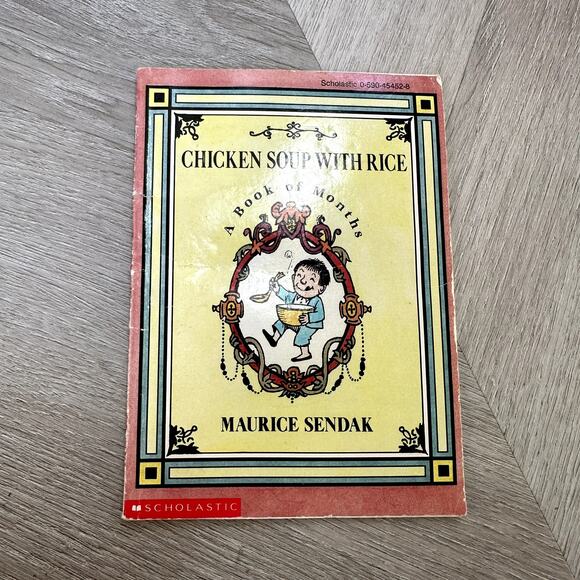 Scholastic 0-590-45452-8
CHICKEN SOUP WITH RICE
A Book of Months
MAURICE SENDAK
SCHOLASTIC